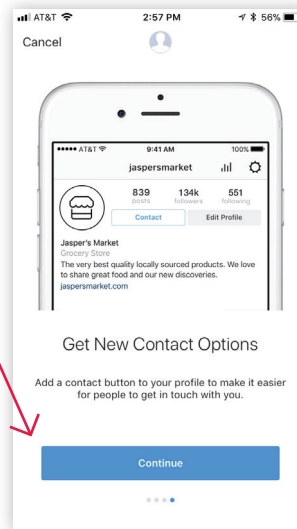 AT&T 2:57 PM 56%
Cancel
AT&T 9:41 AM 100%
jaspersmarket
839 134k 551
posts followers following
Contact Edit Profile
Jasper's Market
Grocery Store
The very best quality locally sourced products. We love
to share great food and our new discoveries.
jaspersmarket.com
Get New Contact Options
Add a contact button to your profile to make it easier
for people to get in touch with you.
Continue